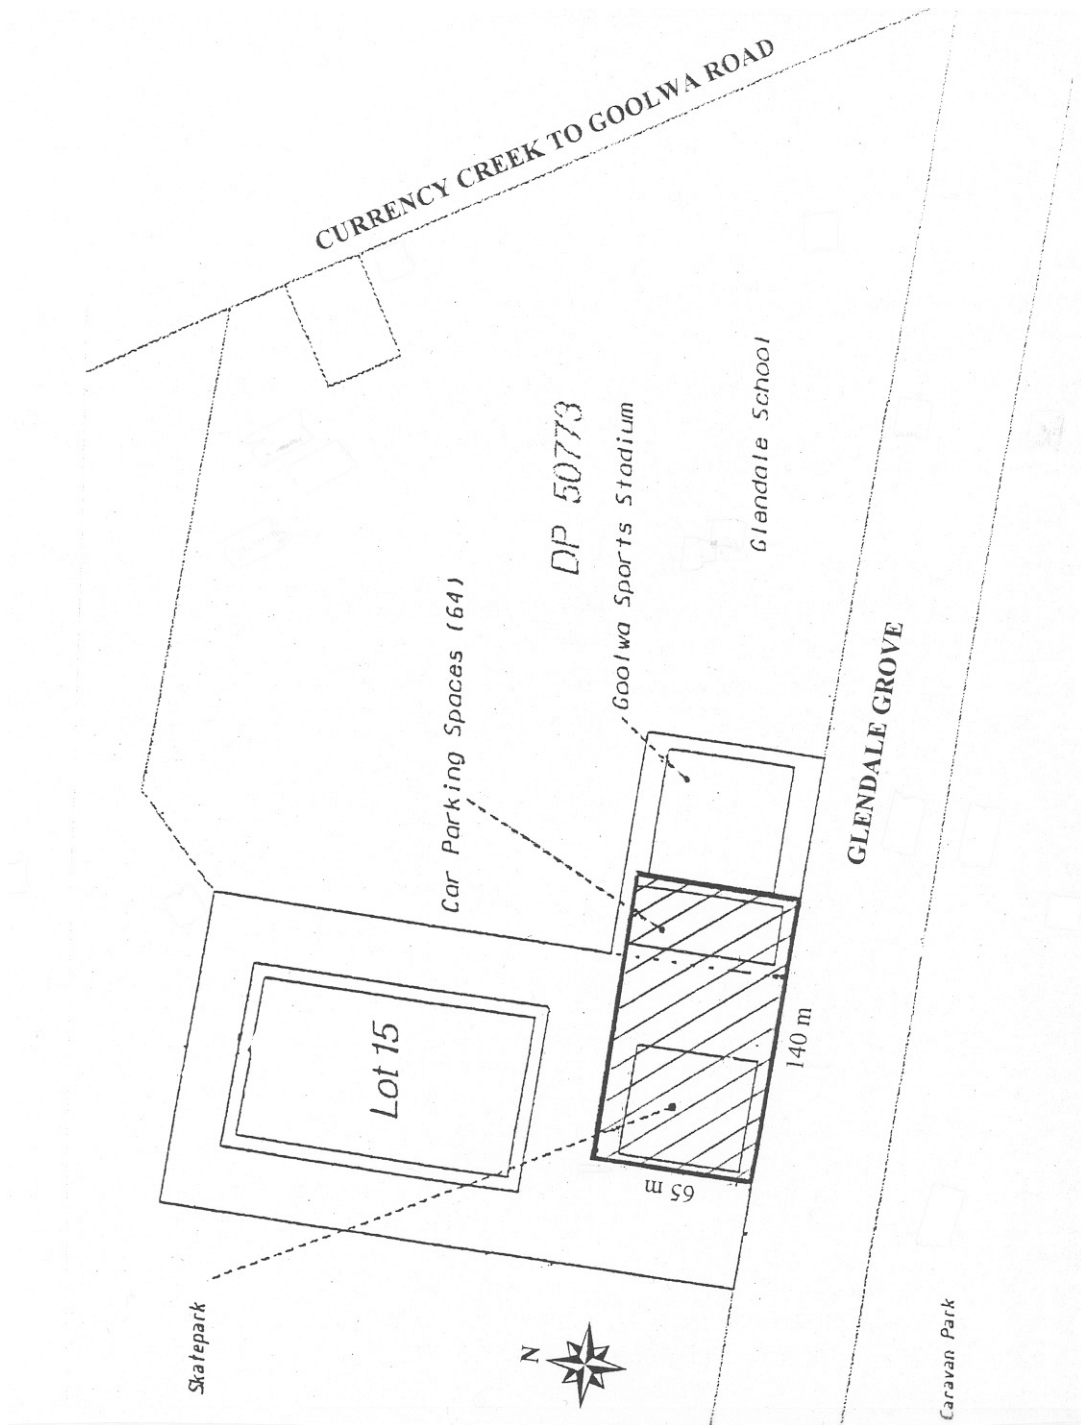 CURRENCY CREEK TO GOOLWA ROAD
DP 50773
Goolwa Sports Stadium
Glendale School
Car Parking Spaces (64)
GLENDALE GROVE
Lot 15
140 m
65 m
Skatepark
N
Caravan Park